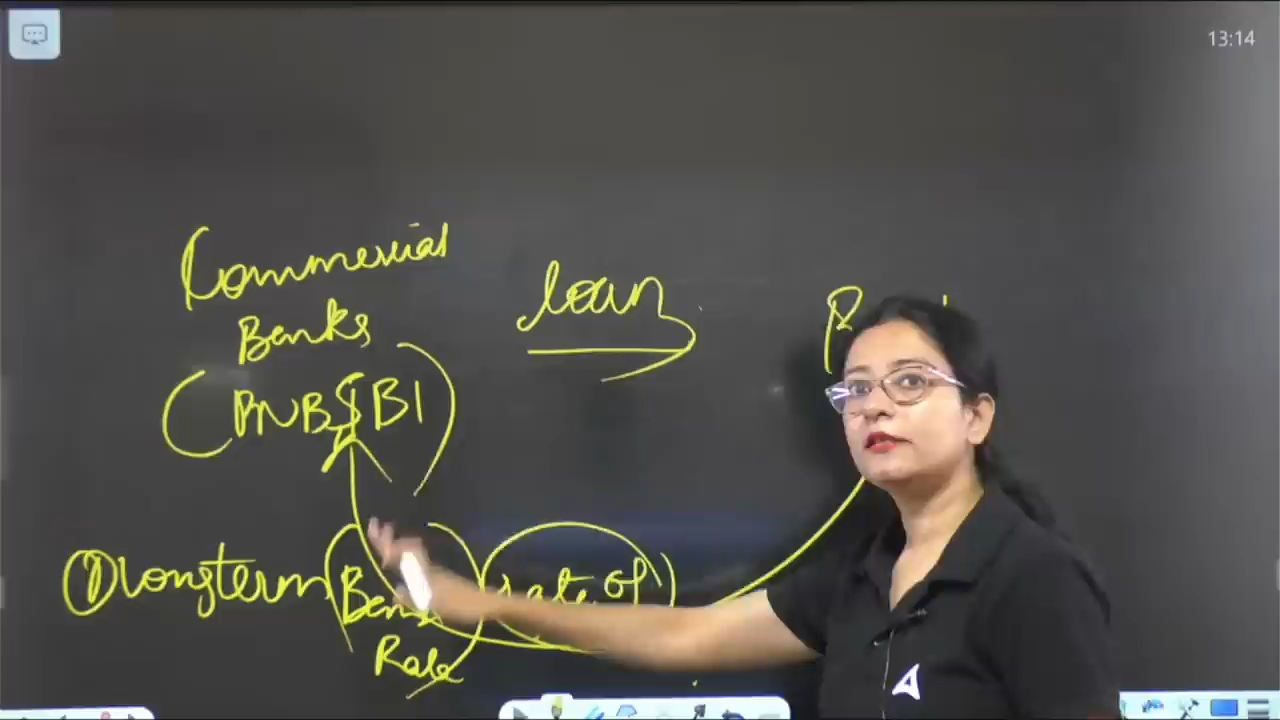 13:14
Commercial
Banks
loan
(PNB SBI)
① Longterm (Bank rate of)
Rate